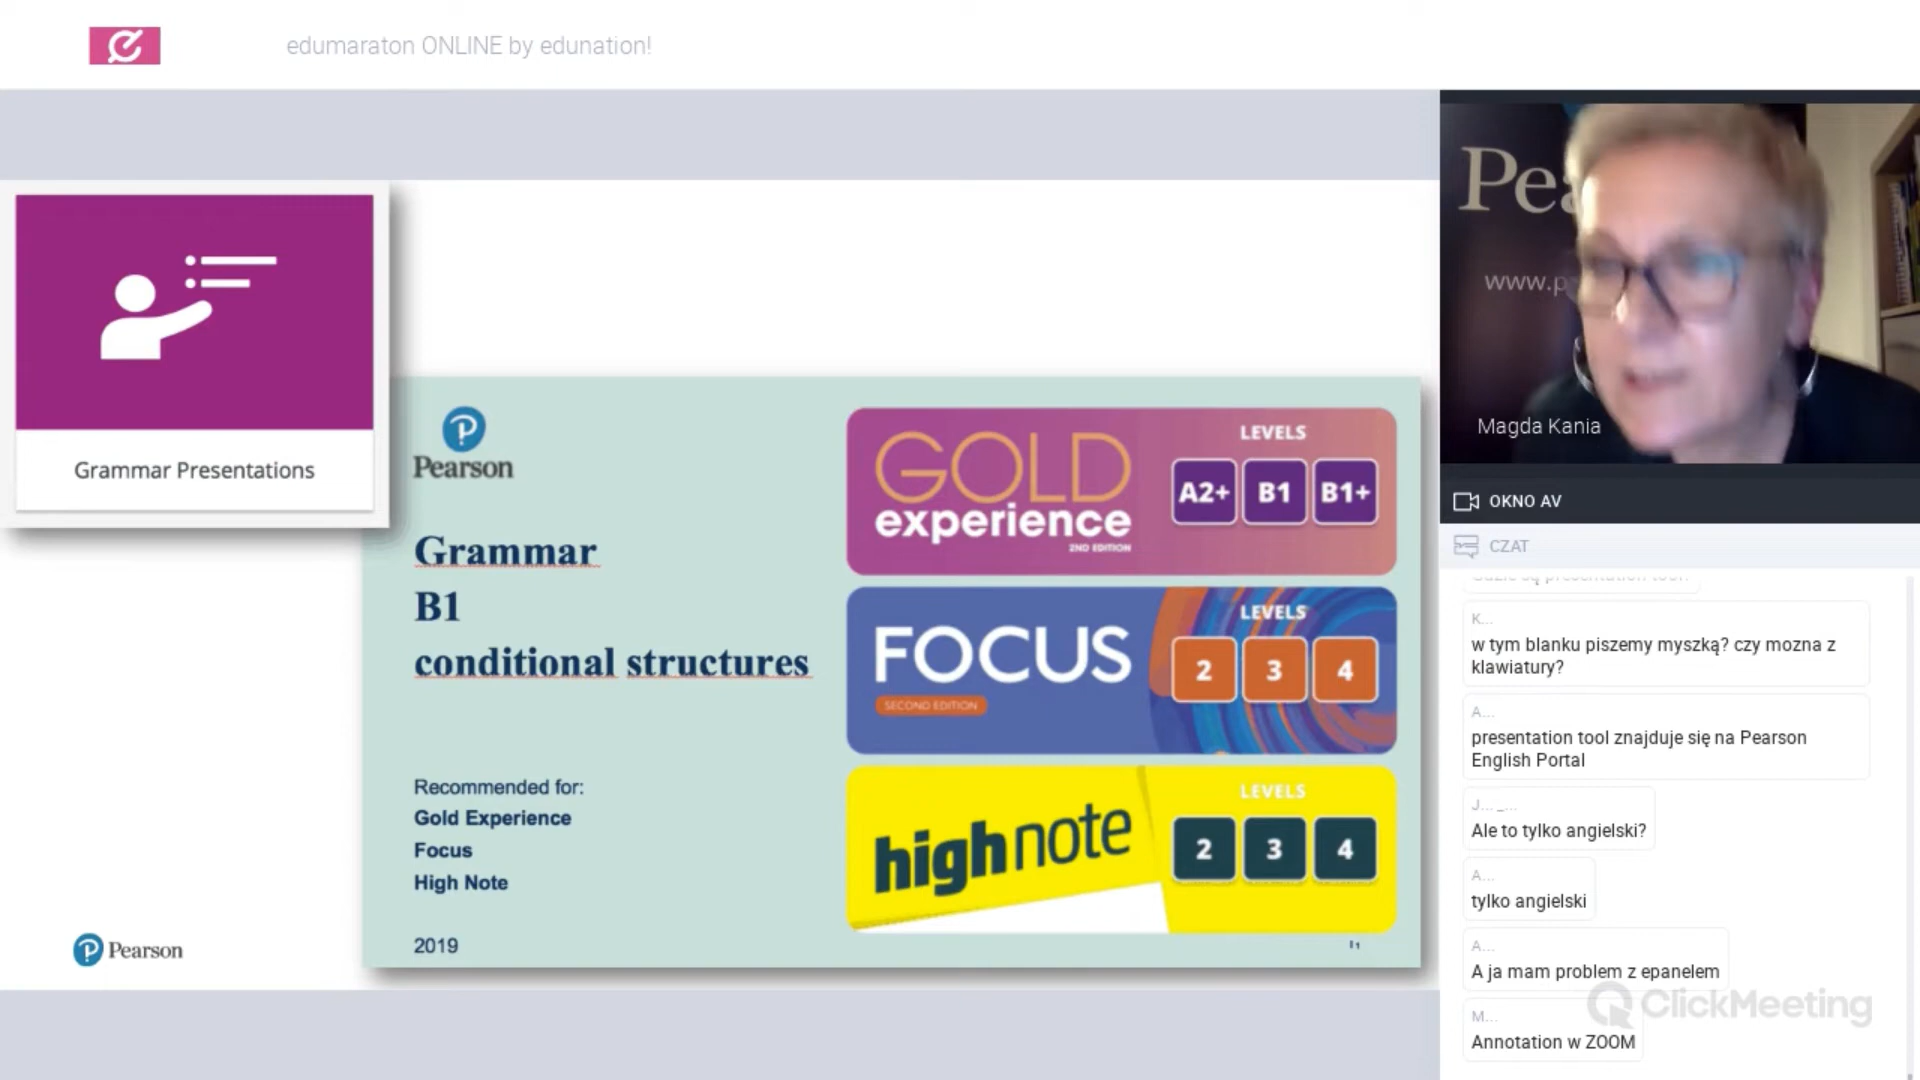 edumaraton ONLINE by edunation!
Grammar Presentations
Pearson
Grammar
B1
conditional structures
Recommended for:
Gold Experience
Focus
High Note
2019
GOLD
experience
2ND EDITION
LEVELS
A2+ B1 B1+
FOCUS
SECOND EDITION
LEVELS
2 3 4
high note
LEVELS
2 3 4
Pearson
www.p
Magda Kania
OKNO AV
CZAT
K...
w tym blanku piszemy myszką? czy mozna z
klawiatury?
A...
presentation tool znajduje się na Pearson
English Portal
J... _...
Ale to tylko angielski?
A...
tylko angielski
A...
A ja mam problem z epanelem
M...
Annotation w ZOOM
ClickMeeting